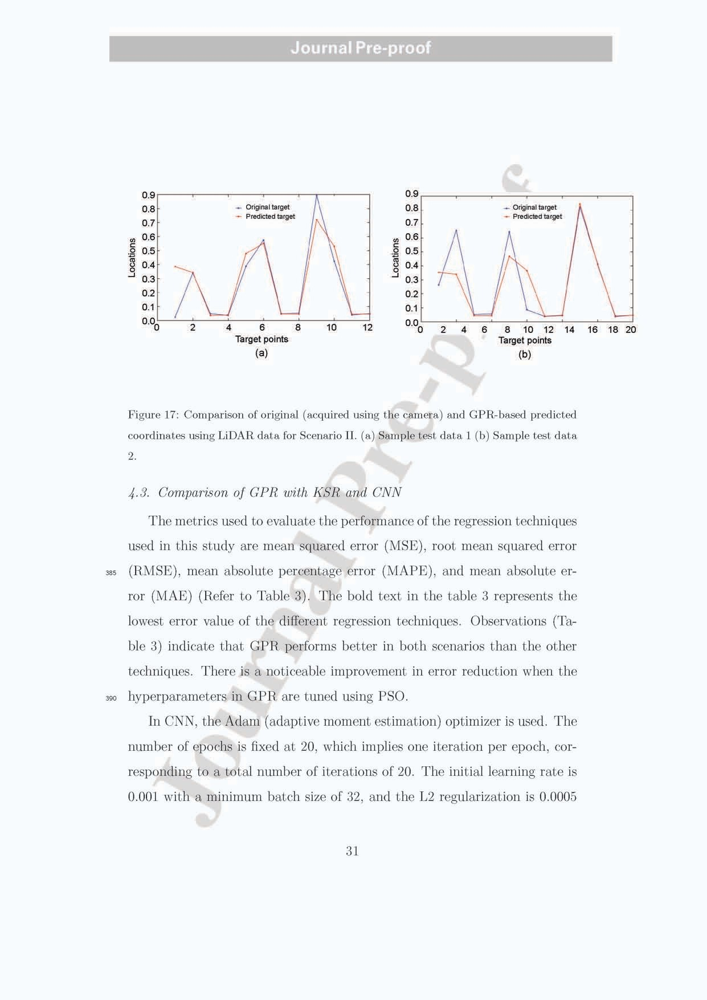 Journal Pre-proof
0.9
0.8
0.7
0.6
0.5
0.4
0.3
0.2
0.1
0.0
Locations
Original target
Predicted target
0 2 4 6 8 10 12
Target points
(a)
0.9
0.8
0.7
0.6
0.5
0.4
0.3
0.2
0.1
0.0
Locations
Original target
Predicted target
0 2 4 6 8 10 12 14 16 18 20
Target points
(b)
Figure 17: Comparison of original (acquired using the camera) and GPR-based predicted
coordinates using LiDAR data for Scenario II. (a) Sample test data 1 (b) Sample test data
2.
4.3. Comparison of GPR with KSR and CNN
The metrics used to evaluate the performance of the regression techniques
used in this study are mean squared error (MSE), root mean squared error
385 (RMSE), mean absolute percentage error (MAPE), and mean absolute er-
ror (MAE) (Refer to Table 3). The bold text in the table 3 represents the
lowest error value of the different regression techniques. Observations (Ta-
ble 3) indicate that GPR performs better in both scenarios than the other
techniques. There is a noticeable improvement in error reduction when the
390 hyperparameters in GPR are tuned using PSO.
In CNN, the Adam (adaptive moment estimation) optimizer is used. The
number of epochs is fixed at 20, which implies one iteration per epoch, cor-
responding to a total number of iterations of 20. The initial learning rate is
0.001 with a minimum batch size of 32, and the L2 regularization is 0.0005
31
Journal Pre-p f